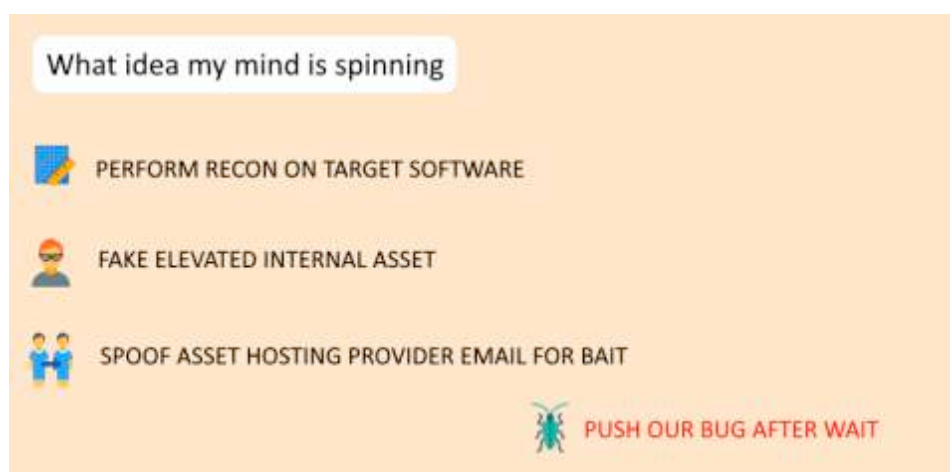 What idea my mind is spinning
PERFORM RECON ON TARGET SOFTWARE
FAKE ELEVATED INTERNAL ASSET
SPOOF ASSET HOSTING PROVIDER EMAIL FOR BAIT
PUSH OUR BUG AFTER WAIT